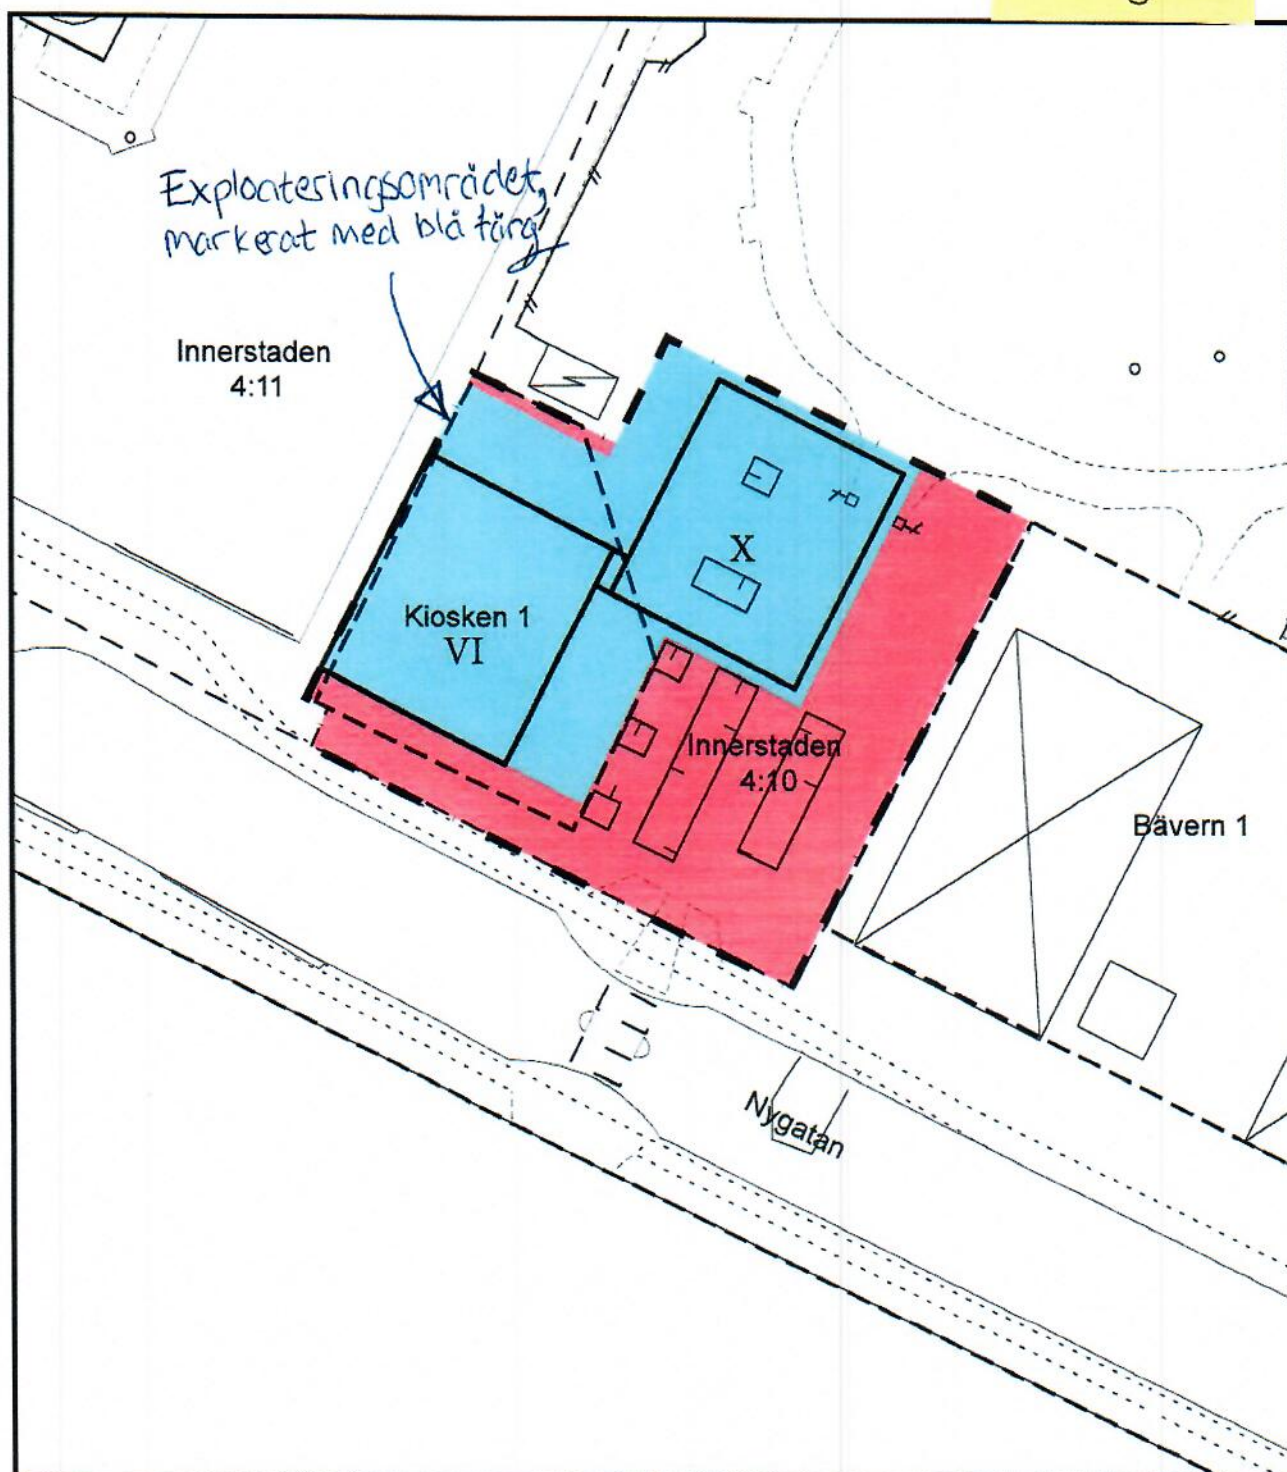 Exploateringsområdet,
markerat med blå färg
Innerstaden
4:11
X
Kiosken 1
VI
Innerstaden
4:10
Bävern 1
Nygatan